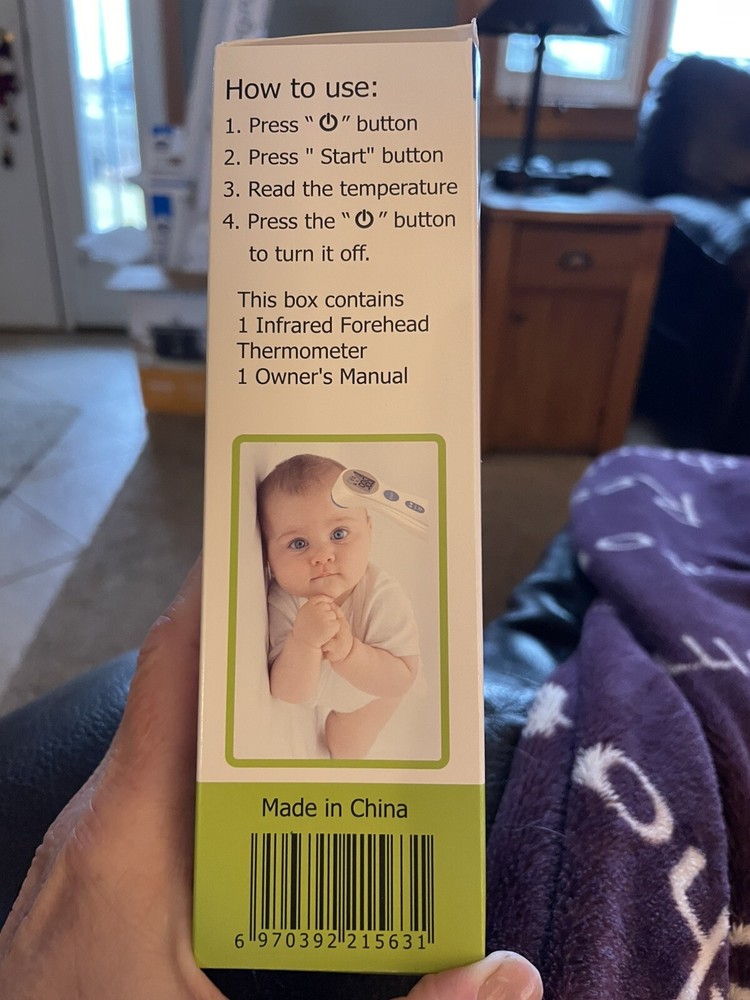 How to use:
1. Press “ ⏻ ” button
2. Press " Start" button
3. Read the temperature
4. Press the “ ⏻ ” button
to turn it off.
This box contains
1 Infrared Forehead
Thermometer
1 Owner's Manual
Made in China
6 970392 215631